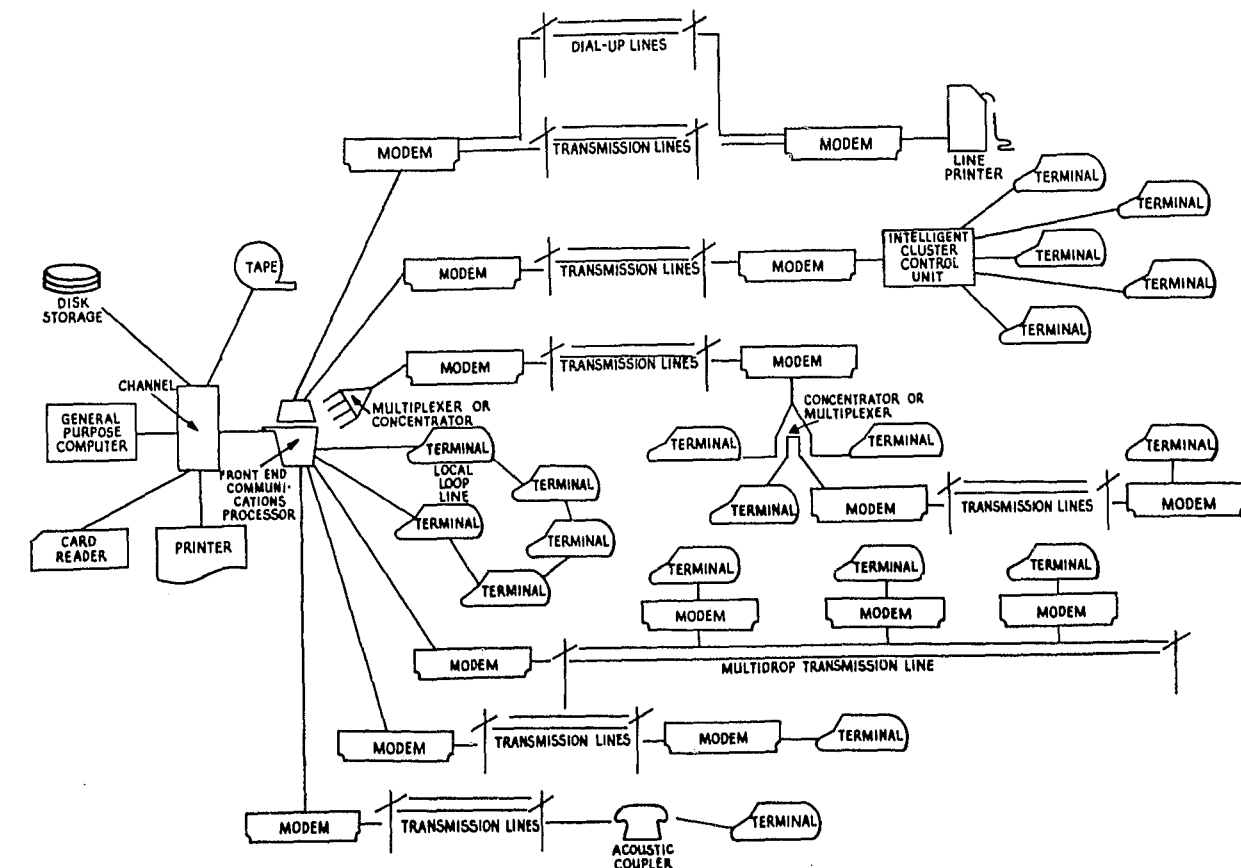 DIAL-UP LINES
MODEM
TRANSMISSION LINES
MODEM
LINE
PRINTER
TERMINAL
TERMINAL
TERMINAL
TERMINAL
TERMINAL
INTELLIGENT
CLUSTER
CONTROL
UNIT
MODEM
TRANSMISSION LINES
MODEM
TAPE
DISK
STORAGE
MODEM
TRANSMISSION LINES
MODEM
CHANNEL
GENERAL
PURPOSE
COMPUTER
MULTIPLEXER OR
CONCENTRATOR
CONCENTRATOR OR
MULTIPLEXER
TERMINAL
TERMINAL
TERMINAL
TERMINAL
LOCAL
LOOP
LINE
FRONT END
COMMUNI-
CATIONS
PROCESSOR
TERMINAL
TERMINAL
TERMINAL
TERMINAL
TERMINAL
MODEM
TRANSMISSION LINES
MODEM
CARD
READER
PRINTER
TERMINAL
TERMINAL
TERMINAL
MODEM
MODEM
MODEM
MODEM
MULTIDROP TRANSMISSION LINE
MODEM
TRANSMISSION LINES
MODEM
TERMINAL
MODEM
TRANSMISSION LINES
ACOUSTIC
COUPLER
TERMINAL